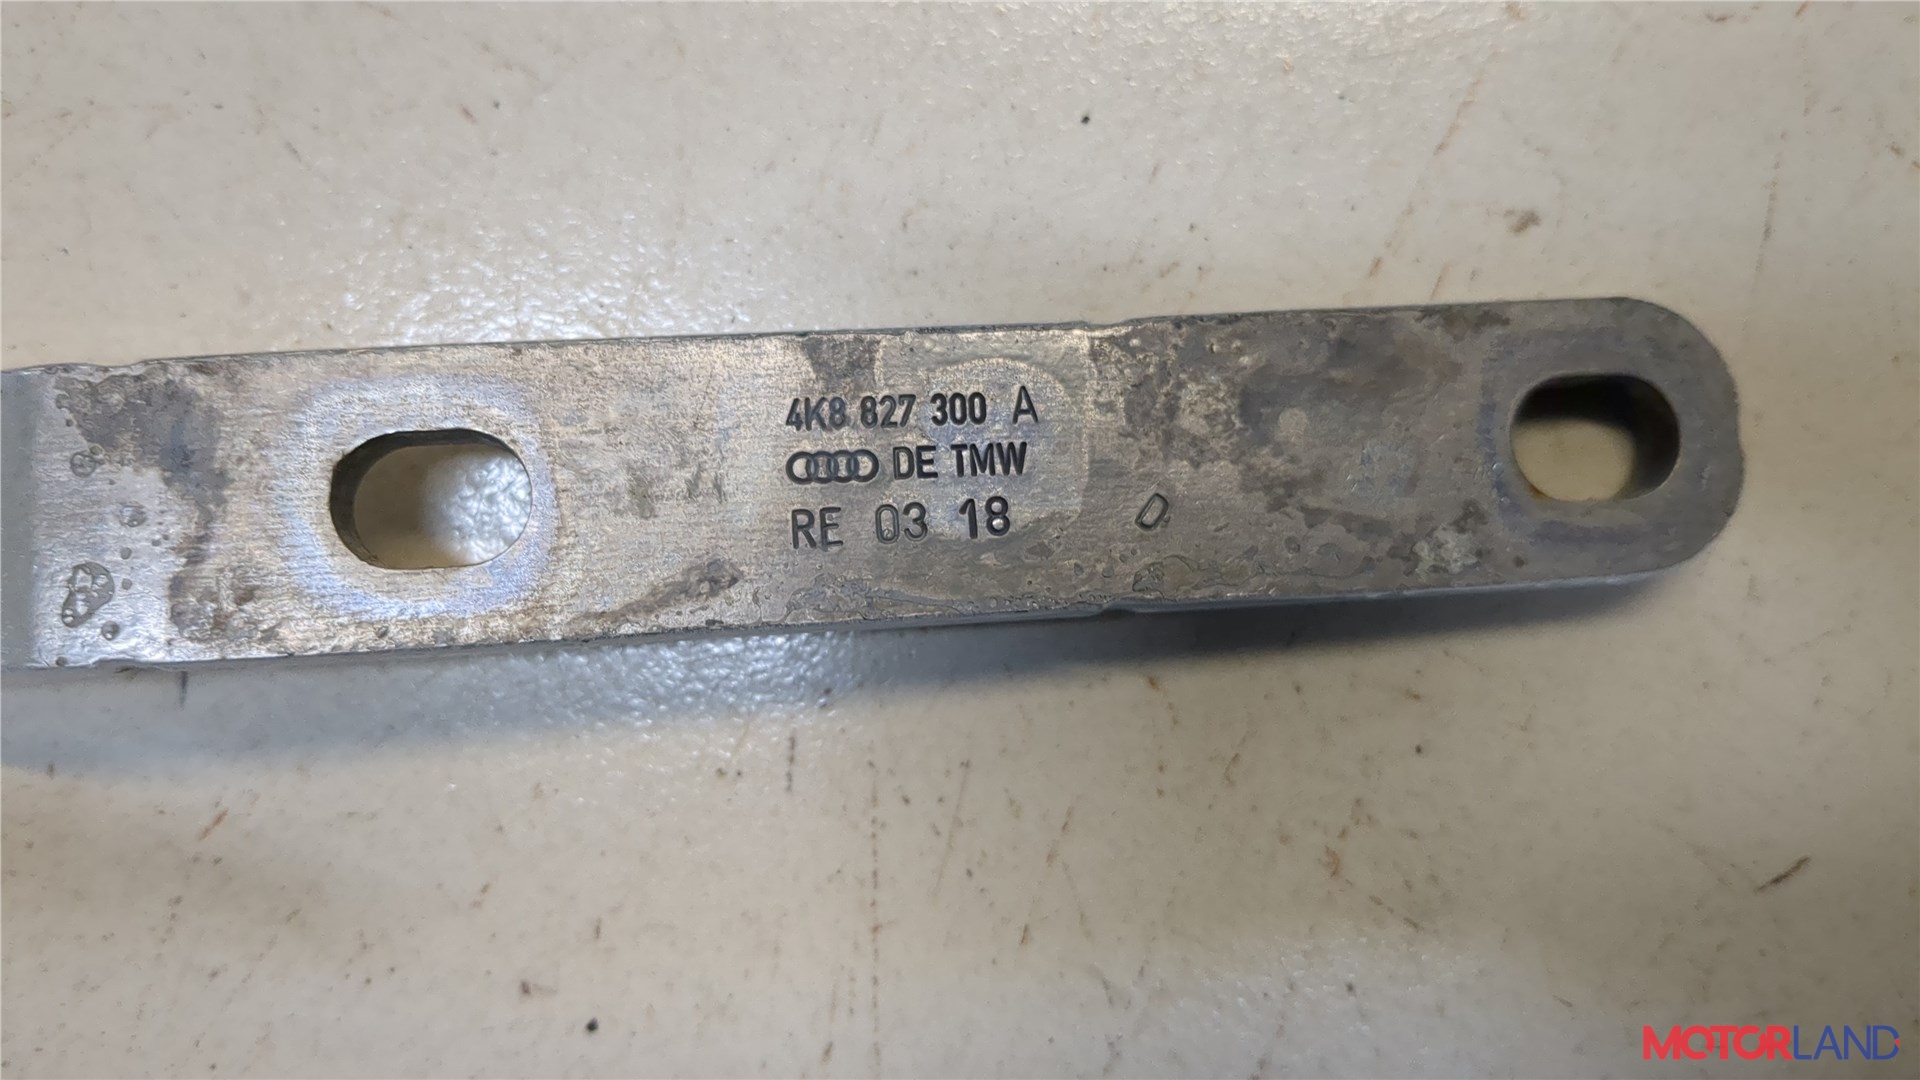 4K8 827 300 A
DE TMW
RE 03 18
D
MOTORLAND